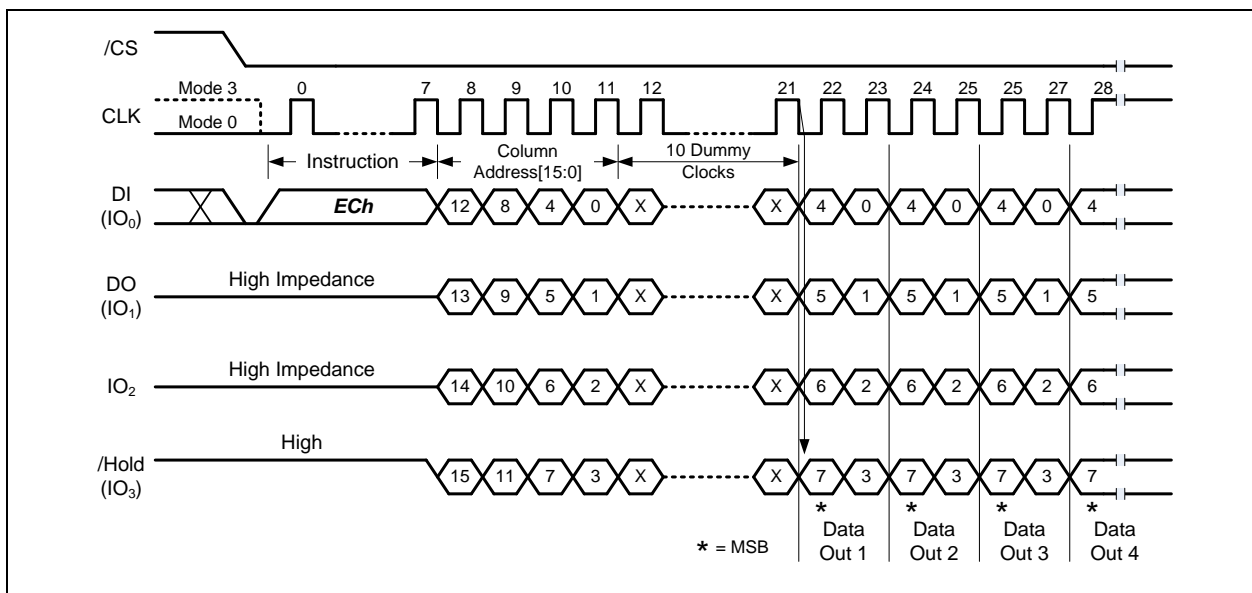 /CS
Mode 3
0 7 8 9 10 11 12 21 22 23 24 25 25 27 28
CLK
Mode 0
Instruction
Column
Address[15:0]
10 Dummy
Clocks
DI
(IO0)
ECh
12 8 4 0 X X 4 0 4 0 4 0 4
High Impedance
DO
(IO1)
13 9 5 1 X X 5 1 5 1 5 1 5
High Impedance
IO2
14 10 6 2 X X 6 2 6 2 6 2 6
High
/Hold
(IO3)
15 11 7 3 X X 7 3 7 3 7 3 7
* * * *
* = MSB
Data
Out 1
Data
Out 2
Data
Out 3
Data
Out 4